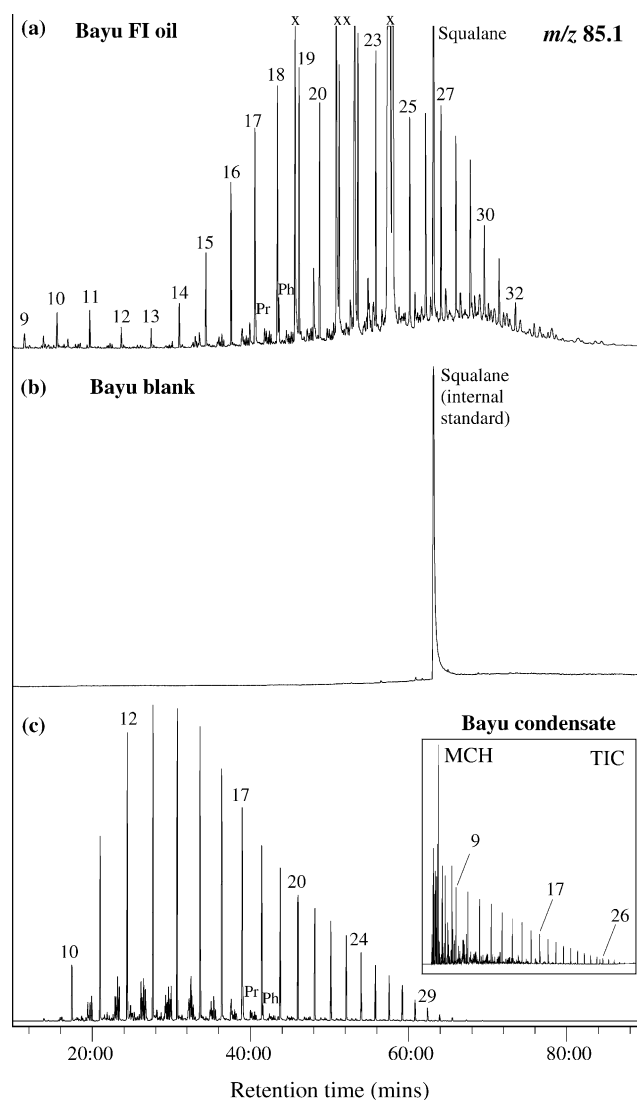 (a) Bayu FI oil x x x x Squalane m/z 85.1
9 10 11 12 13 14 15 16 17 18 19 20 23 25 27 30 32
Pr Ph
(b) Bayu blank
Squalane
(internal
standard)
(c) Bayu condensate
10 12 17 20 24 29
Pr Ph
MCH TIC
9 17 26
20:00 40:00 60:00 80:00
Retention time (mins)